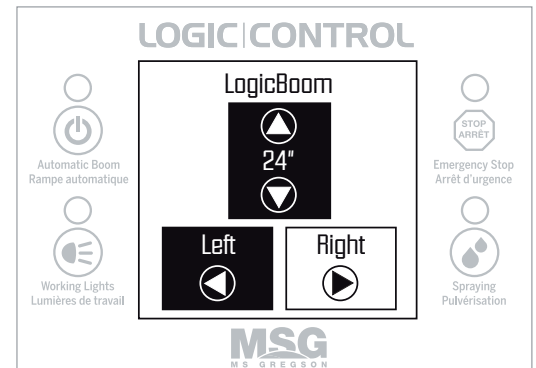 LOGIC|CONTROL
LogicBoom
24"
Left
Right
Automatic Boom
Rampe automatique
Working Lights
Lumières de travail
STOP
ARRÊT
Emergency Stop
Arrêt d'urgence
Spraying
Pulvérisation
MSG
MS GREGSON